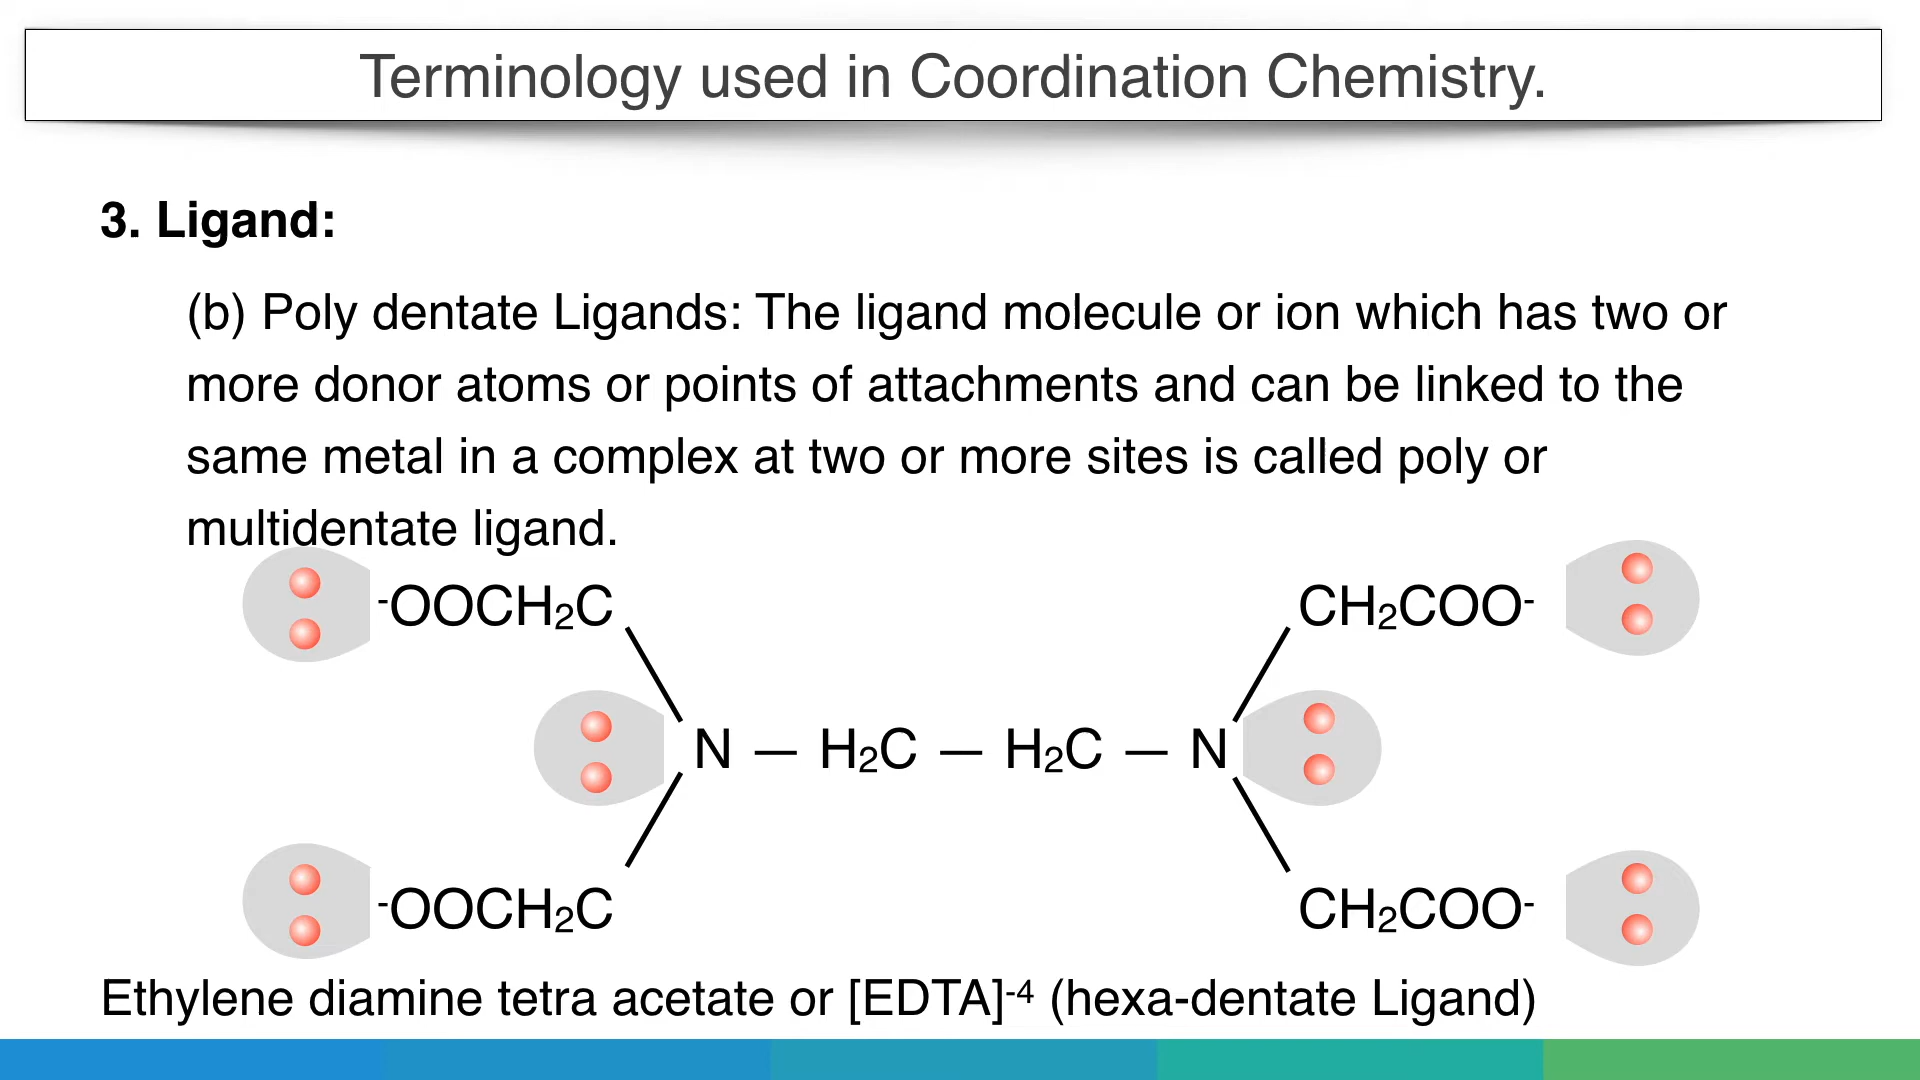 Terminology used in Coordination Chemistry.
3. Ligand:
(b) Poly dentate Ligands: The ligand molecule or ion which has two or
more donor atoms or points of attachments and can be linked to the
same metal in a complex at two or more sites is called poly or
multidentate ligand.
⁻OOCH₂C CH₂COO⁻
N — H₂C — H₂C — N
⁻OOCH₂C CH₂COO⁻
Ethylene diamine tetra acetate or [EDTA]⁻⁴ (hexa-dentate Ligand)